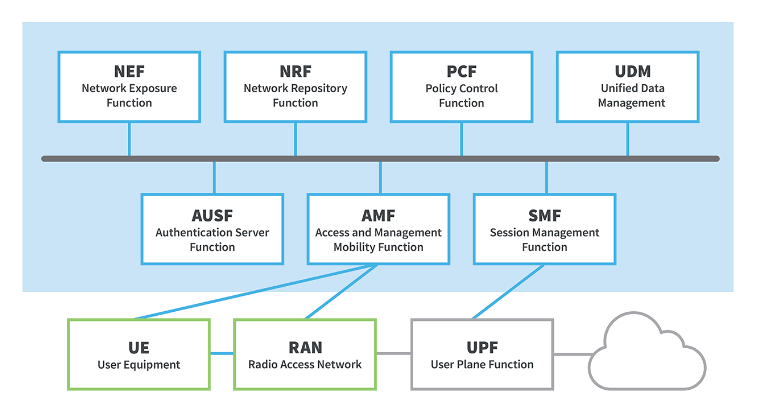 NEF
Network Exposure
Function
NRF
Network Repository
Function
PCF
Policy Control
Function
UDM
Unified Data
Management
AUSF
Authentication Server
Function
AMF
Access and Management
Mobility Function
SMF
Session Management
Function
UE
User Equipment
RAN
Radio Access Network
UPF
User Plane Function